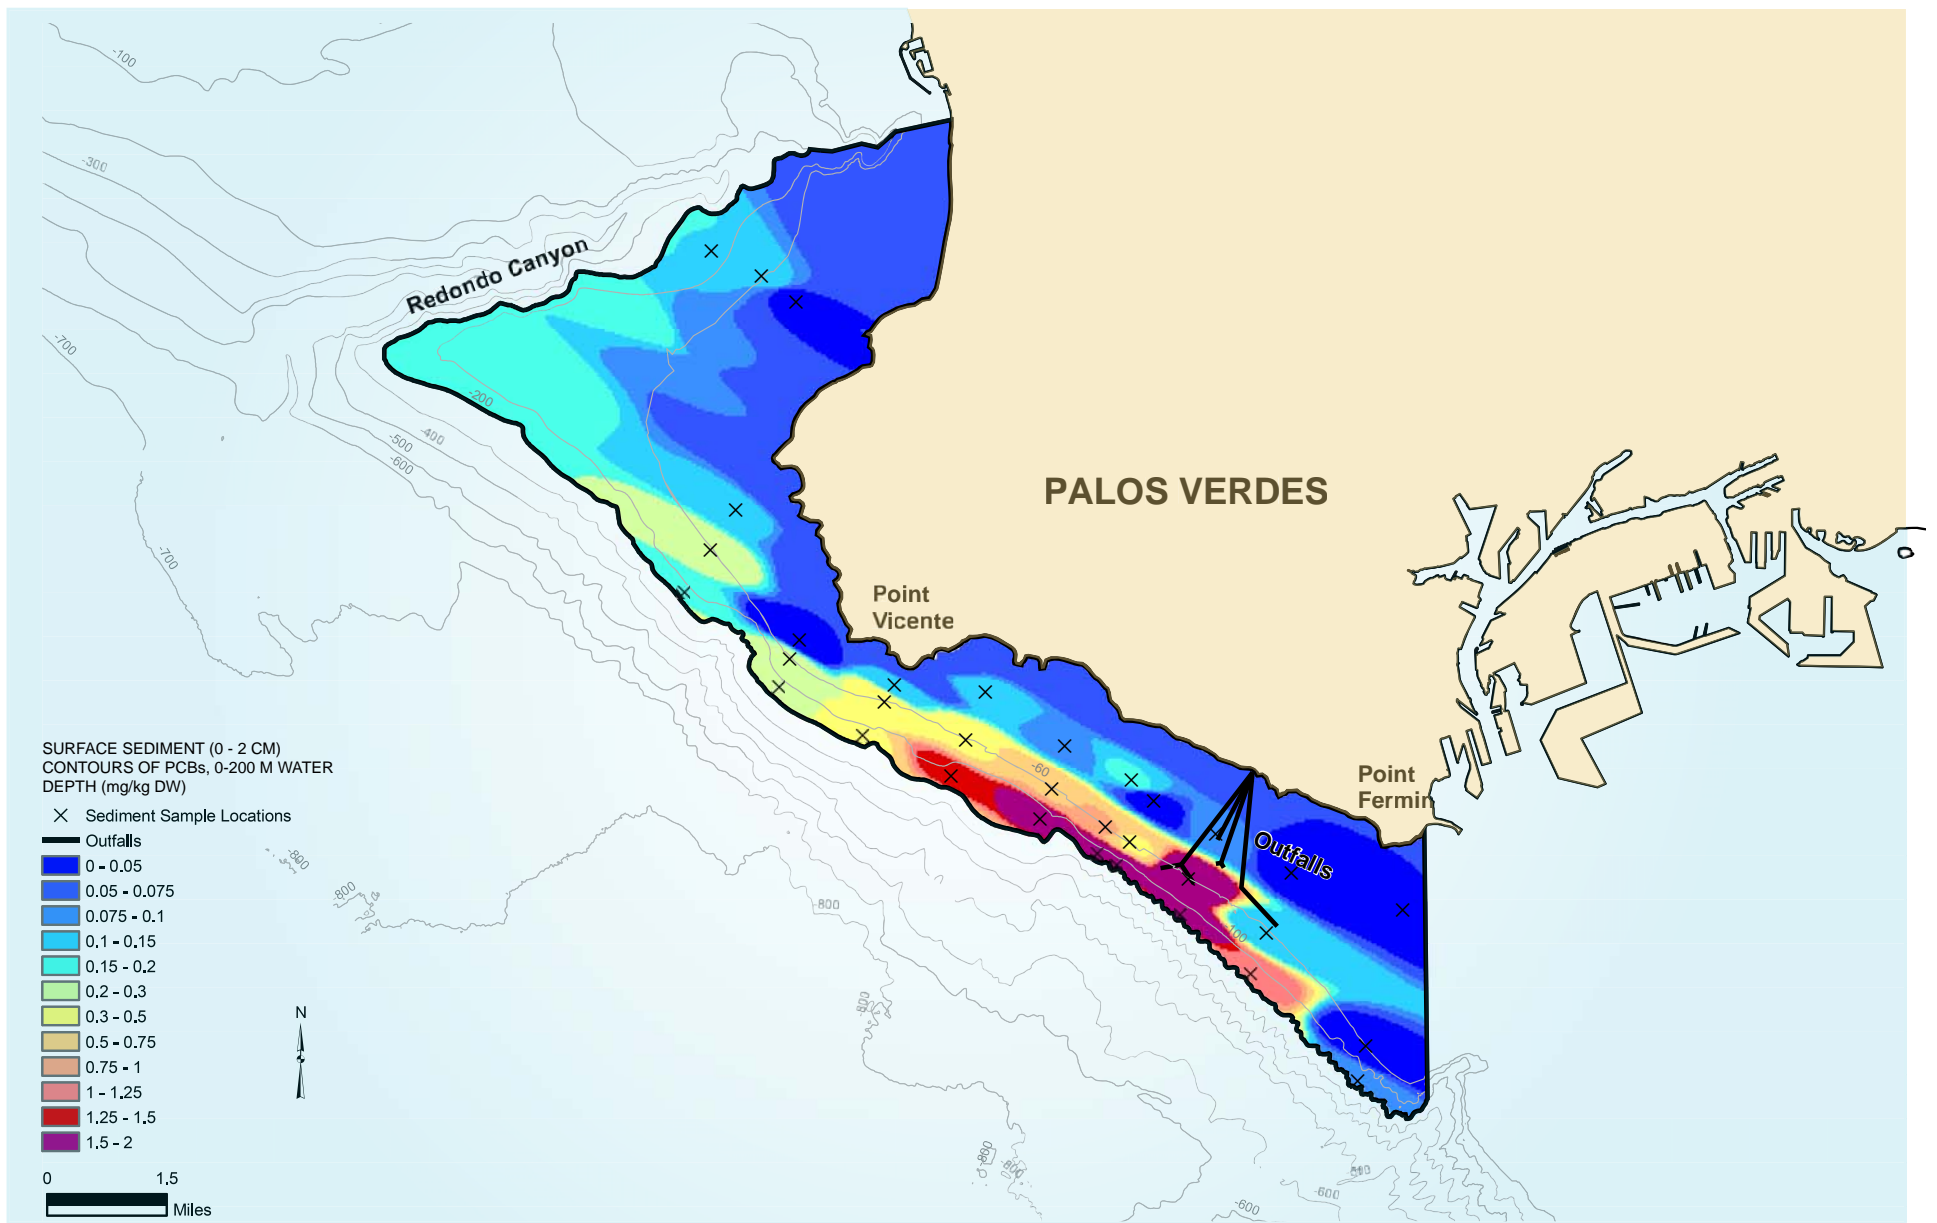 -100
-300
Redondo Canyon
-700
-200
-400
-500
-600
-700
PALOS VERDES
Point
Vicente
-60
Point
Fermin
Outfalls
-100
SURFACE SEDIMENT (0 - 2 CM)
CONTOURS OF PCBs, 0-200 M WATER
DEPTH (mg/kg DW)
Sediment Sample Locations
Outfalls
0 - 0.05
0.05 - 0.075
0.075 - 0.1
0.1 - 0.15
0.15 - 0.2
0.2 - 0.3
0.3 - 0.5
0.5 - 0.75
0.75 - 1
1 - 1.25
1.25 - 1.5
1.5 - 2
N
-800
-800
-800
-800
-800
-600
-600
0
1.5
Miles